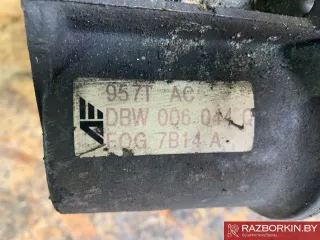 957T AC
DBW 006 044 G
EOG 7B14 A
RAZBORKIN.BY